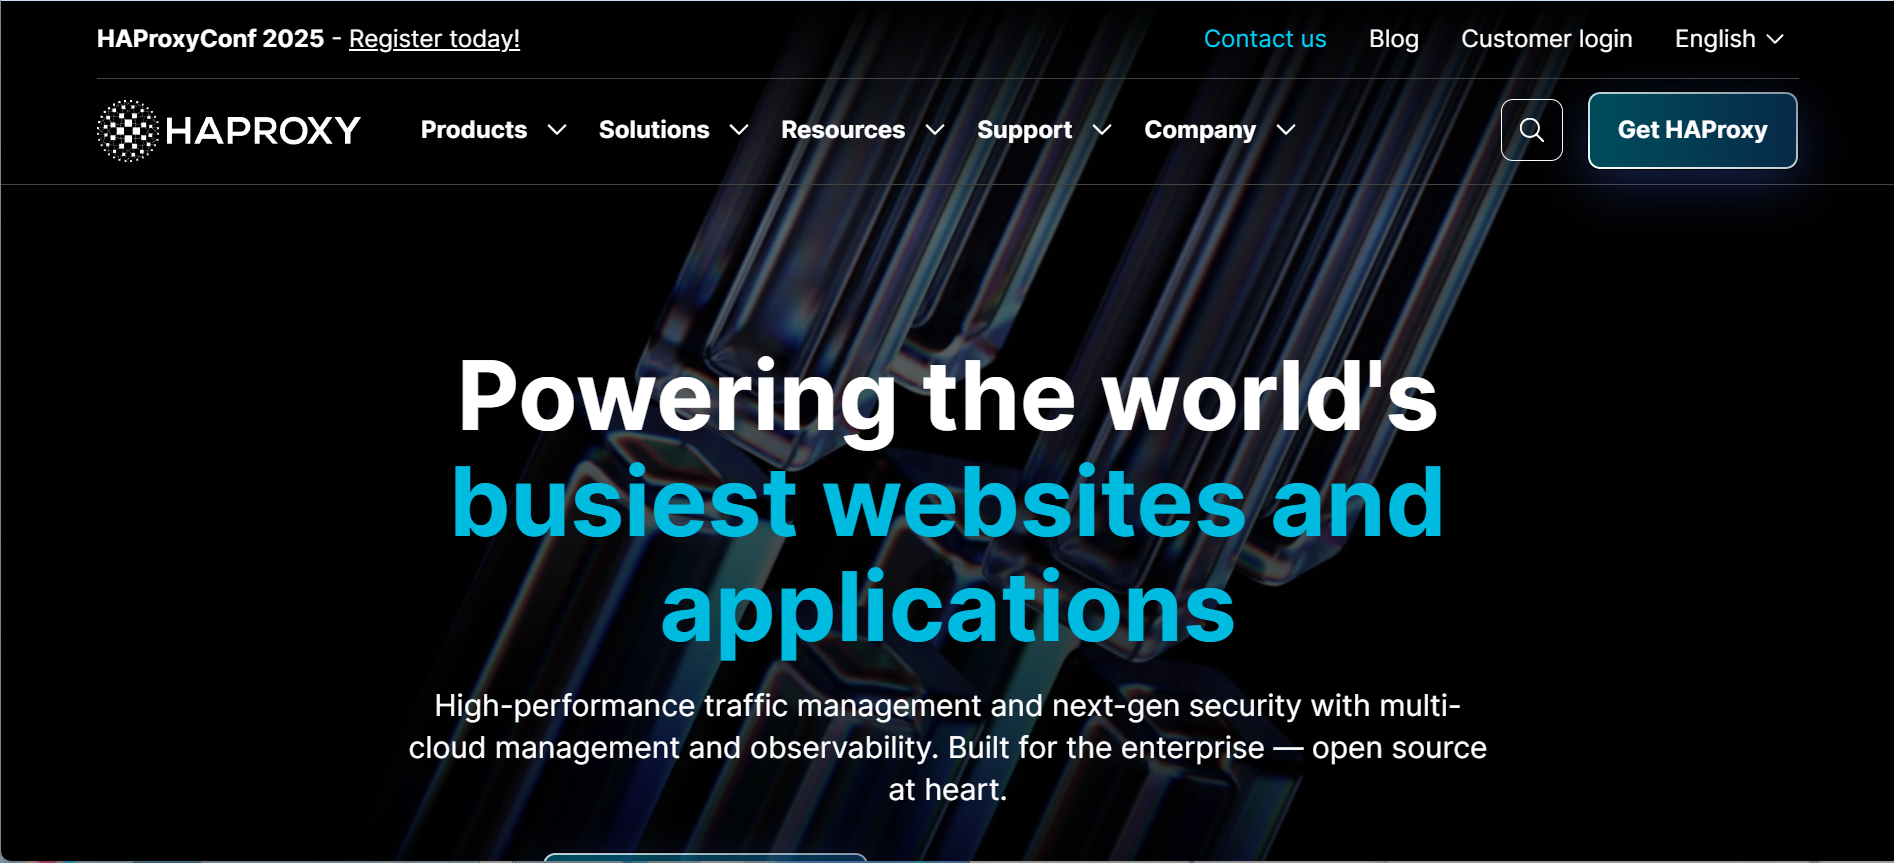 HAProxyConf 2025 - Register today!
Contact us Blog Customer login English
HAPROXY Products Solutions Resources Support Company Get HAProxy
Powering the world's
busiest websites and
applications
High-performance traffic management and next-gen security with multi-
cloud management and observability. Built for the enterprise — open source
at heart.